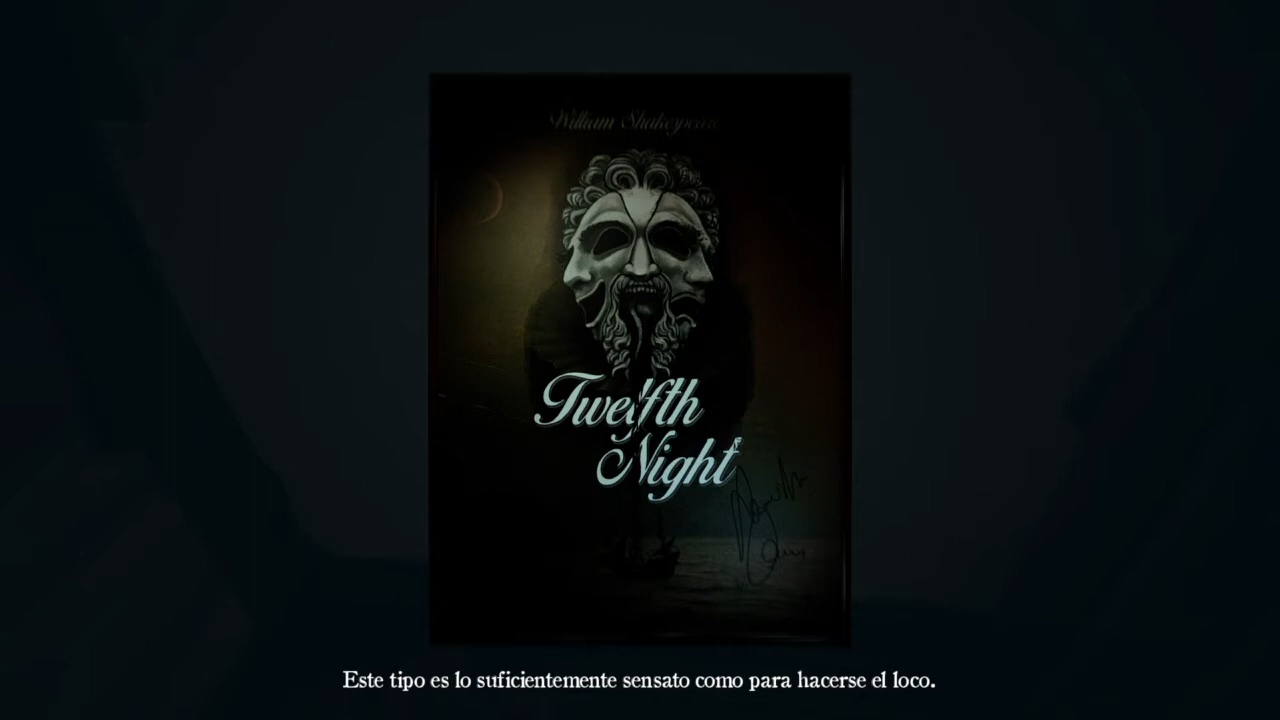 William Shakespeare
Twelfth
Night
Este tipo es lo suficientemente sensato como para hacerse el loco.